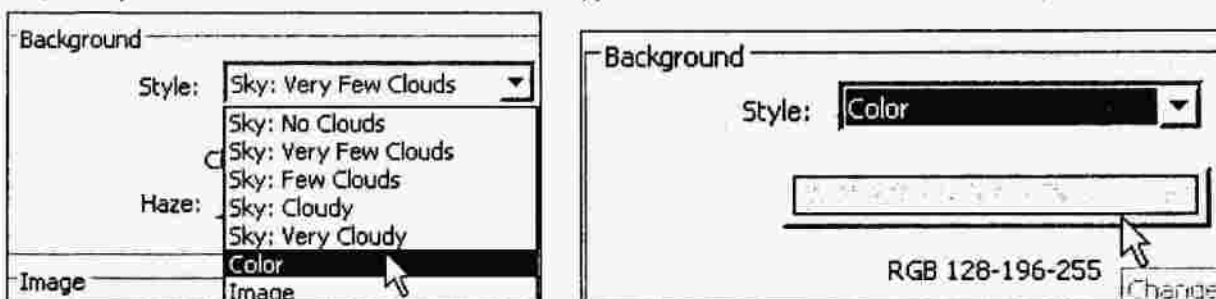 Background
Style: Sky: Very Few Clouds
Sky: No Clouds
Sky: Very Few Clouds
Sky: Few Clouds
Haze: Sky: Cloudy
Sky: Very Cloudy
Color
Image
Image
Background
Style: Color
RGB 128-196-255
Change